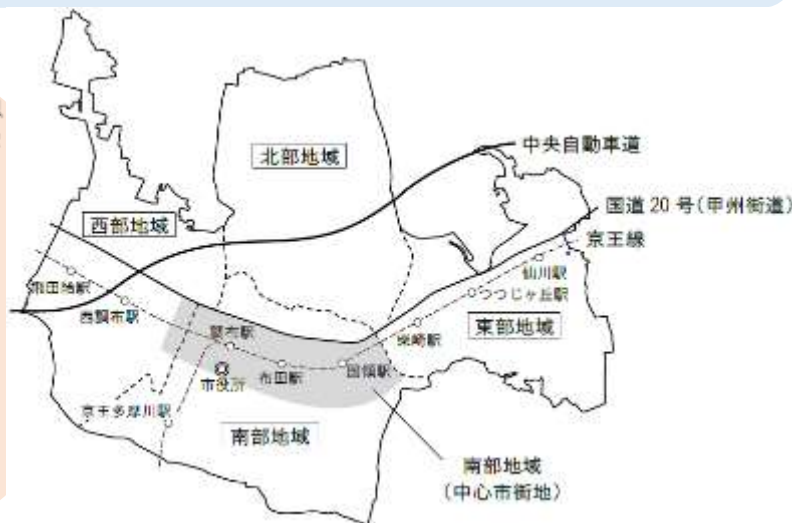 中央自動車道
北部地域
国道20号(甲州街道)
西部地域
京王線
仙川駅
飛田給駅
つつじヶ丘駅
西調布駅
東部地域
柴崎駅
調布駅
国領駅
布田駅
市役所
京王多摩川駅
南部地域
南部地域
(中心市街地)